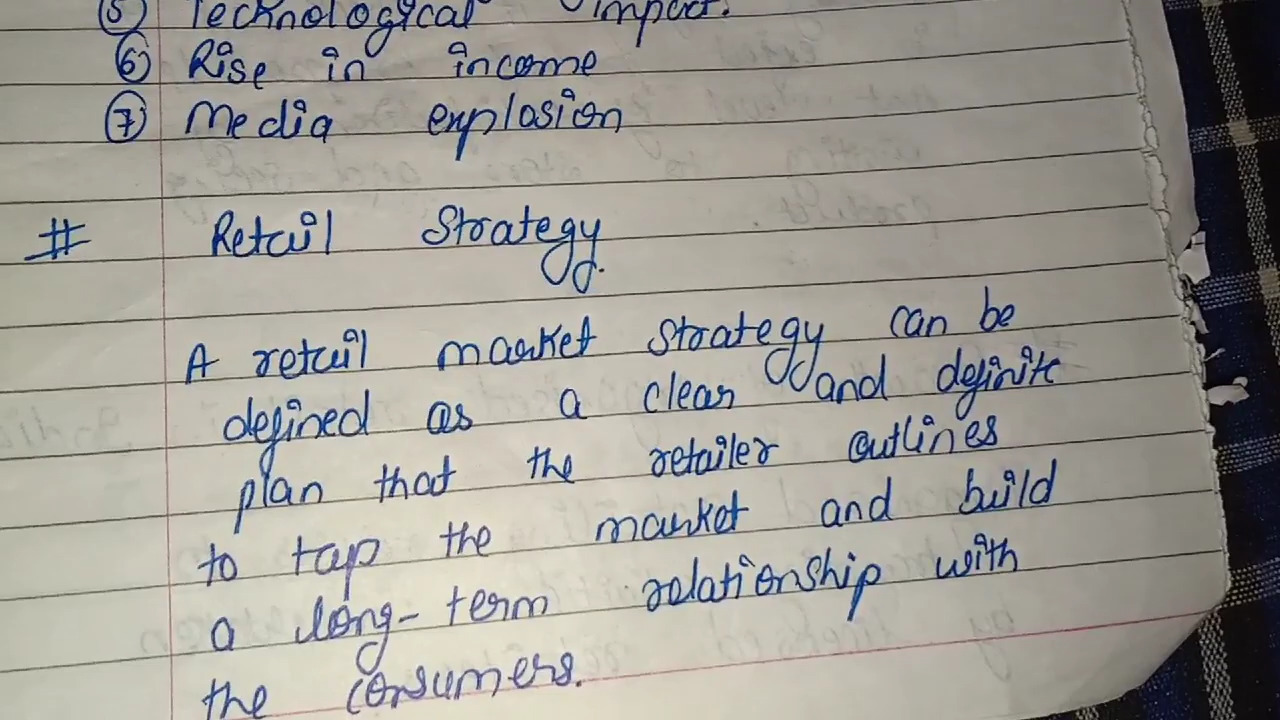 ⑤ Technological impact.
⑥ Rise in income
⑦ Media explosion
# Retail Strategy.
A retail market strategy can be
defined as a clear and definite
plan that the retailer outlines
to tap the market and build
a long-term relationship with
the consumers.